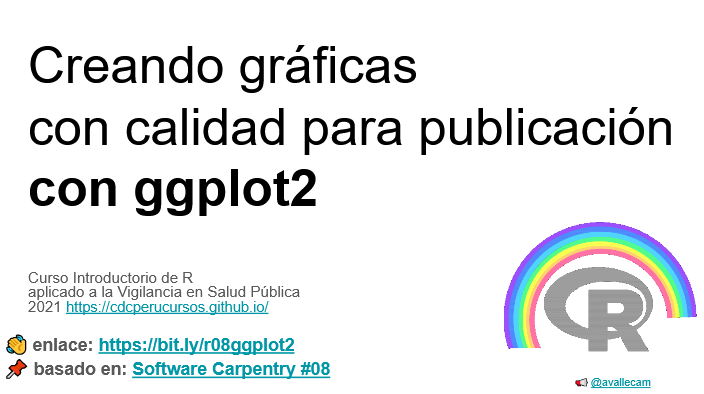 Creando gráficas
con calidad para publicación
con ggplot2
Curso Introductorio de R
aplicado a la Vigilancia en Salud Pública
2021 https://cdcperucursos.github.io/
enlace: https://bit.ly/r08ggplot2
basado en: Software Carpentry #08
R
@avallecam